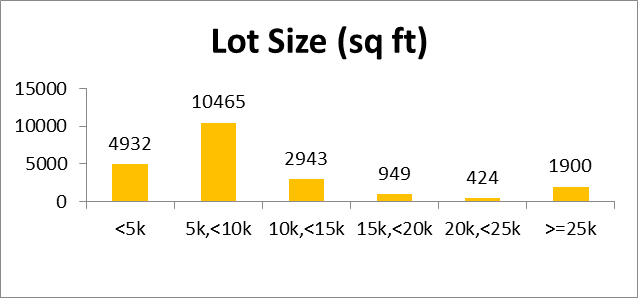 Lot Size (sq ft)
15000
10000
5000
0
4932
10465
2943
949
424
1900
<5k
5k,<10k
10k,<15k
15k,<20k
20k,<25k
>=25k